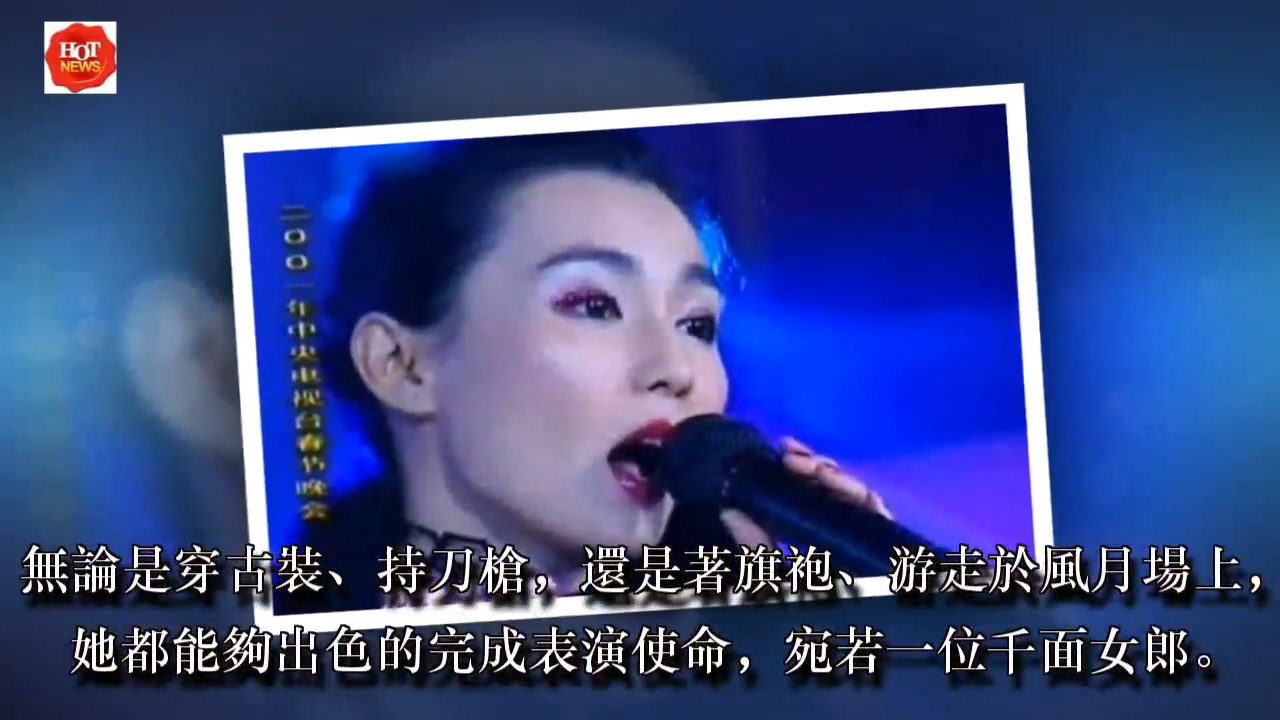 HOT
NEWS
二〇〇一年中央电视台春节晚会
無論是穿古裝、持刀槍，還是著旗袍、游走於風月場上，
她都能夠出色的完成表演使命，宛若一位千面女郎。